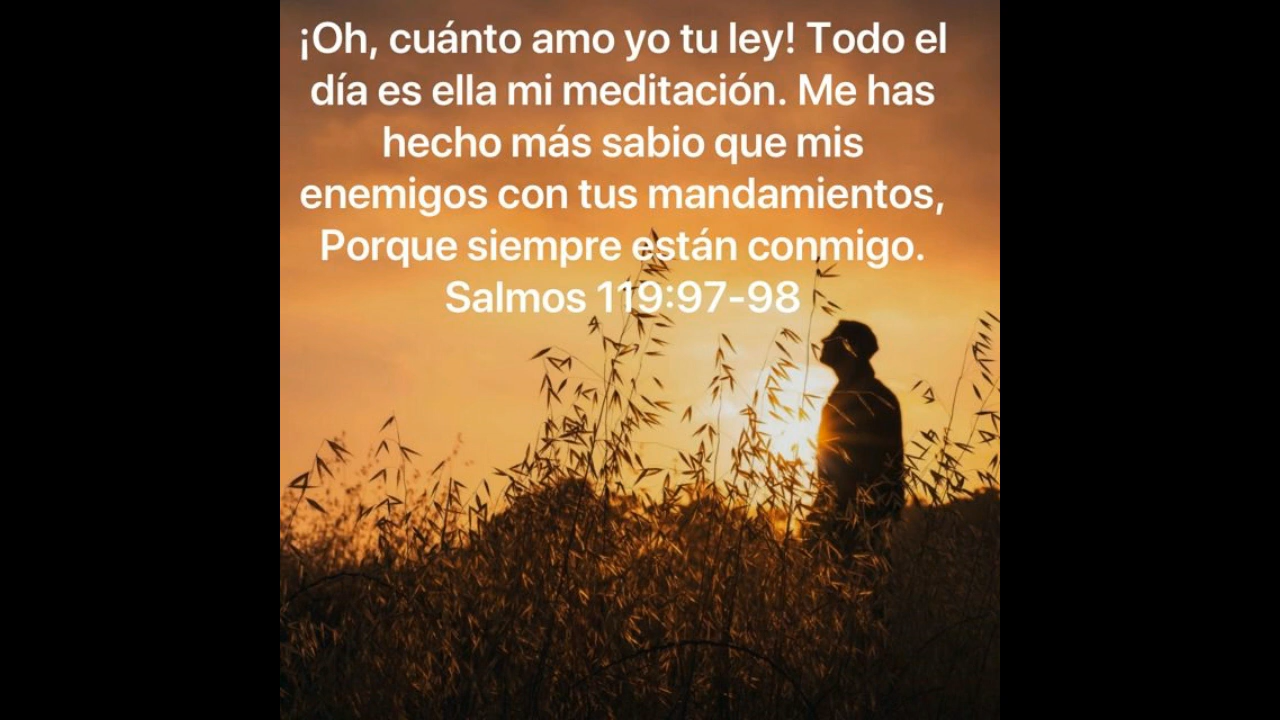 ¡Oh, cuánto amo yo tu ley! Todo el
día es ella mi meditación. Me has
hecho más sabio que mis
enemigos con tus mandamientos,
Porque siempre están conmigo.
Salmos 119:97-98